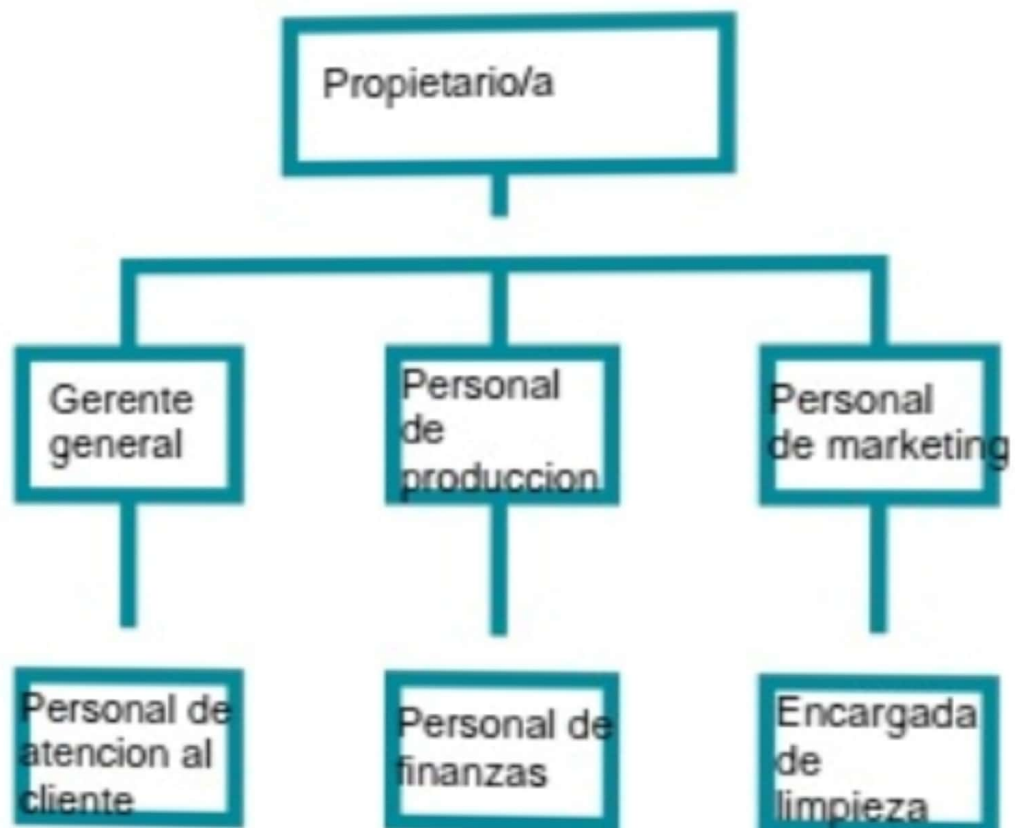 Propietario/a
Gerente
general
Personal
de
produccion
Personal
de marketing
Personal de
atencion al
cliente
Personal de
finanzas
Encargada
de
limpieza